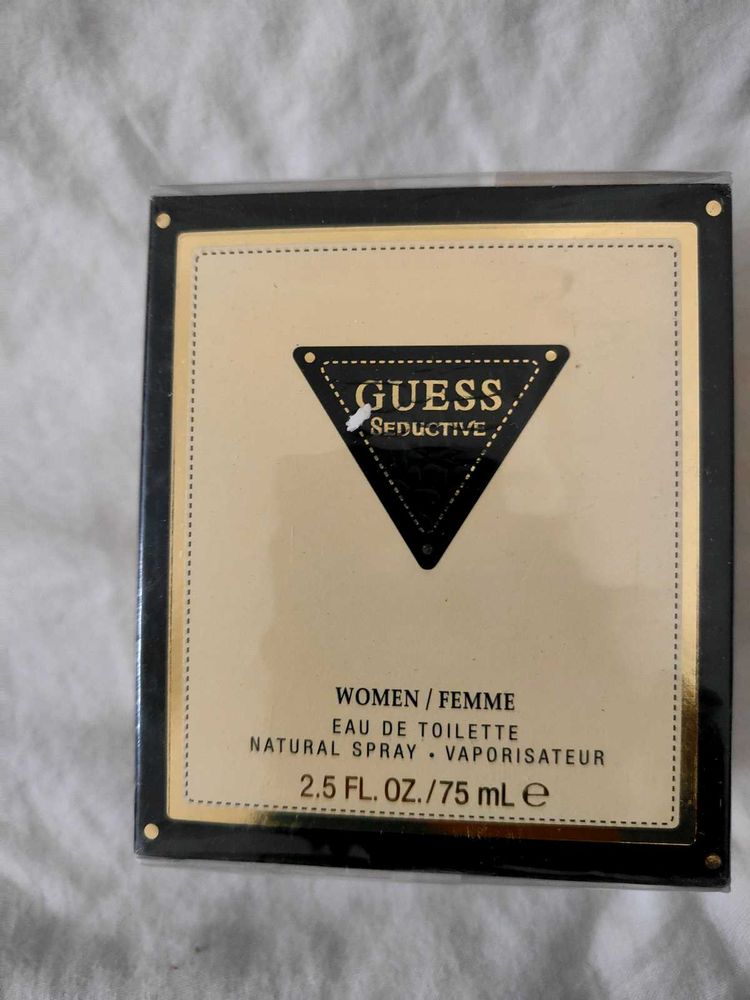 GUESS
SEDUCTIVE
WOMEN / FEMME
EAU DE TOILETTE
NATURAL SPRAY • VAPORISATEUR
2.5 FL. OZ./75 mL ℮